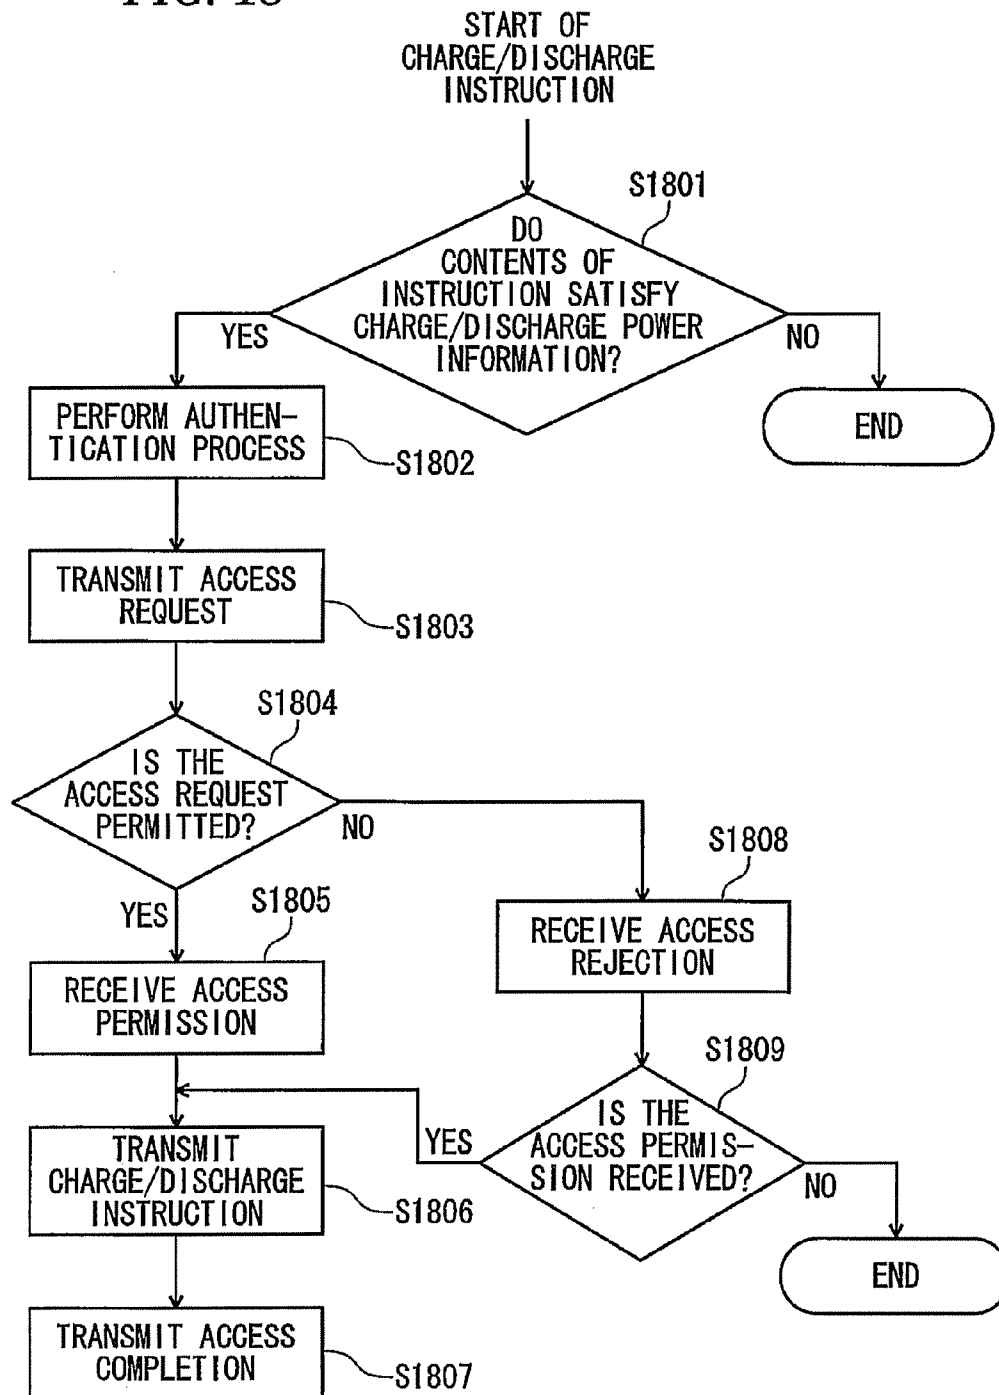 START OF
CHARGE/DISCHARGE
INSTRUCTION
S1801
DO
CONTENTS OF
INSTRUCTION SATISFY
CHARGE/DISCHARGE POWER
INFORMATION?
YES
NO
END
PERFORM AUTHEN-
TICATION PROCESS
S1802
TRANSMIT ACCESS
REQUEST
S1803
S1804
IS THE
ACCESS REQUEST
PERMITTED?
NO
YES
S1805
RECEIVE ACCESS
PERMISSION
S1808
RECEIVE ACCESS
REJECTION
S1809
IS THE
ACCESS PERMIS-
SION RECEIVED?
YES
NO
END
TRANSMIT
CHARGE/DISCHARGE
INSTRUCTION
S1806
TRANSMIT ACCESS
COMPLETION
S1807